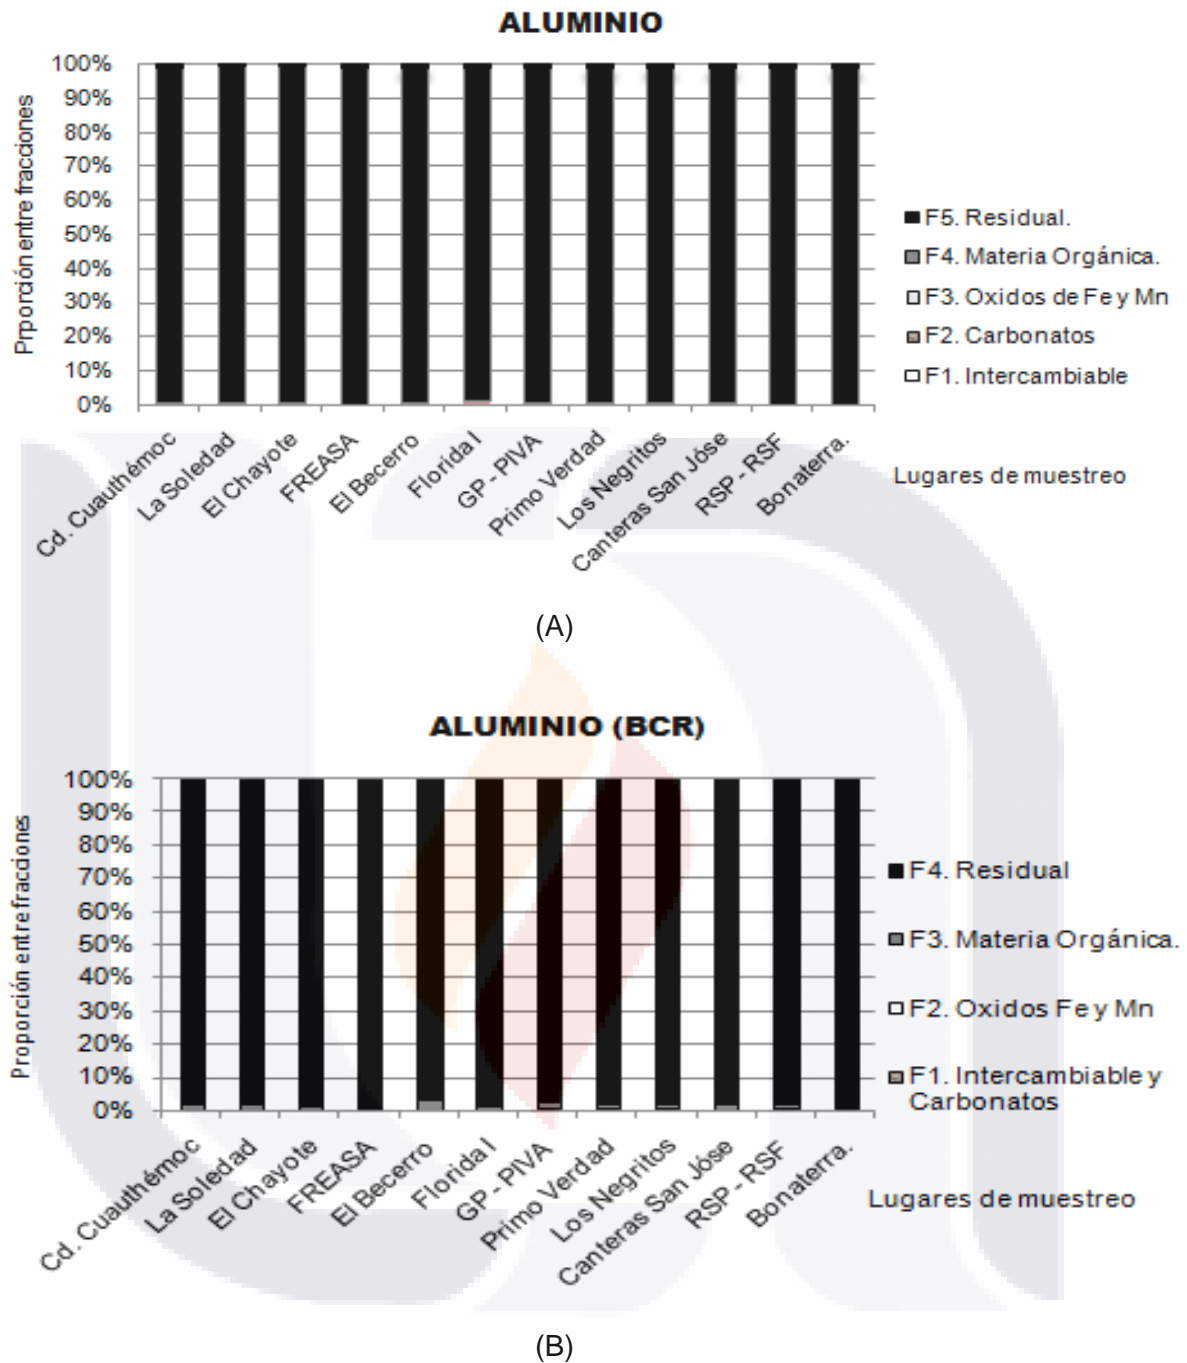 ALUMINIO
100%
90%
80%
70%
60%
50%
40%
30%
20%
10%
0%
Prporción entre fracciones
F5. Residual.
F4. Materia Orgánica.
F3. Oxidos de Fe y Mn
F2. Carbonatos
F1. Intercambiable
Cd. Cuauthémoc
La Soledad
El Chayote
FREASA
El Becerro
Florida I
GP - PIVA
Primo Verdad
Los Negritos
Canteras San Jóse
RSP - RSF
Bonaterra.
Lugares de muestreo
(A)
ALUMINIO (BCR)
100%
90%
80%
70%
60%
50%
40%
30%
20%
10%
0%
Proporción entre fracciones
F4. Residual
F3. Materia Orgánica.
F2. Oxidos Fe y Mn
F1. Intercambiable y
Carbonatos
Cd. Cuauthémoc
La Soledad
El Chayote
FREASA
El Becerro
Florida I
GP - PIVA
Primo Verdad
Los Negritos
Canteras San Jóse
RSP - RSF
Bonaterra.
Lugares de muestreo
(B)